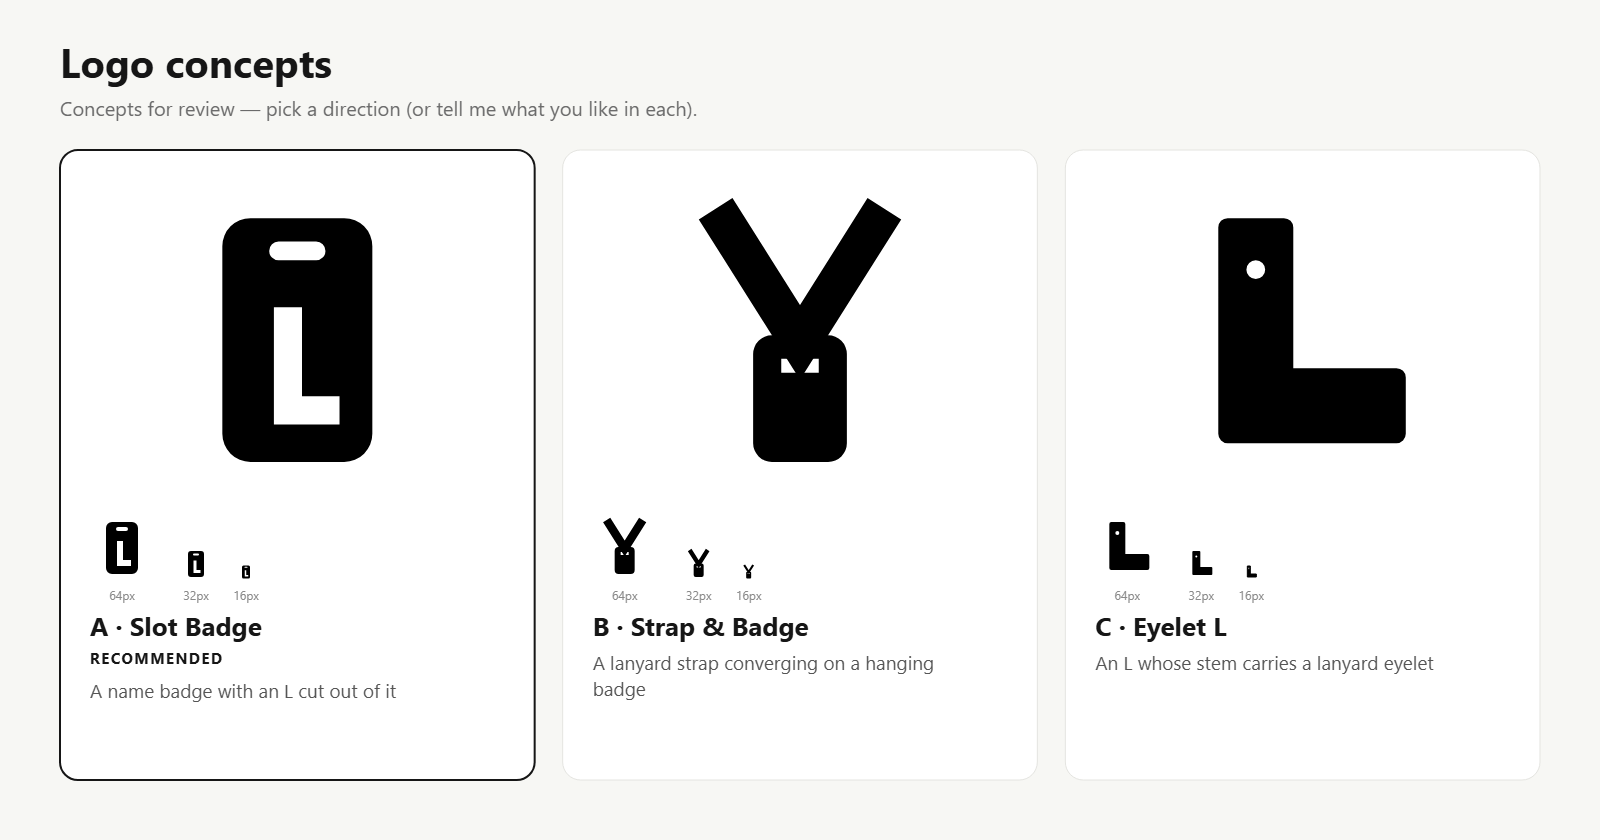 Logo concepts
Concepts for review — pick a direction (or tell me what you like in each).
L
L
L
L
64px
32px
16px
A · Slot Badge
RECOMMENDED
A name badge with an L cut out of it
64px
32px
16px
B · Strap & Badge
A lanyard strap converging on a hanging
badge
L
L
L
L
64px
32px
16px
C · Eyelet L
An L whose stem carries a lanyard eyelet